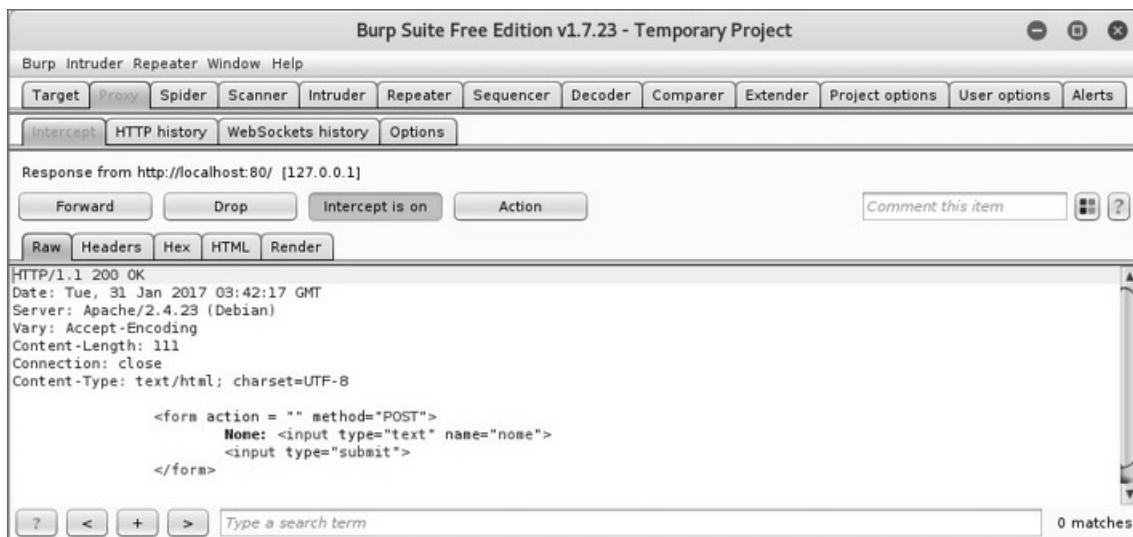 Burp Suite Free Edition v1.7.23 - Temporary Project
Burp Intruder Repeater Window Help
Target Proxy Spider Scanner Intruder Repeater Sequencer Decoder Comparer Extender Project options User options Alerts
Intercept HTTP history WebSockets history Options
Response from http://localhost:80/ [127.0.0.1]
Forward Drop Intercept is on Action Comment this item ?
Raw Headers Hex HTML Render
HTTP/1.1 200 OK
Date: Tue, 31 Jan 2017 03:42:17 GMT
Server: Apache/2.4.23 (Debian)
Vary: Accept-Encoding
Content-Length: 111
Connection: close
Content-Type: text/html; charset=UTF-8
<form action = "" method="POST">
Nome: <input type="text" name="nome">
<input type="submit">
</form>
? < + > Type a search term 0 matches